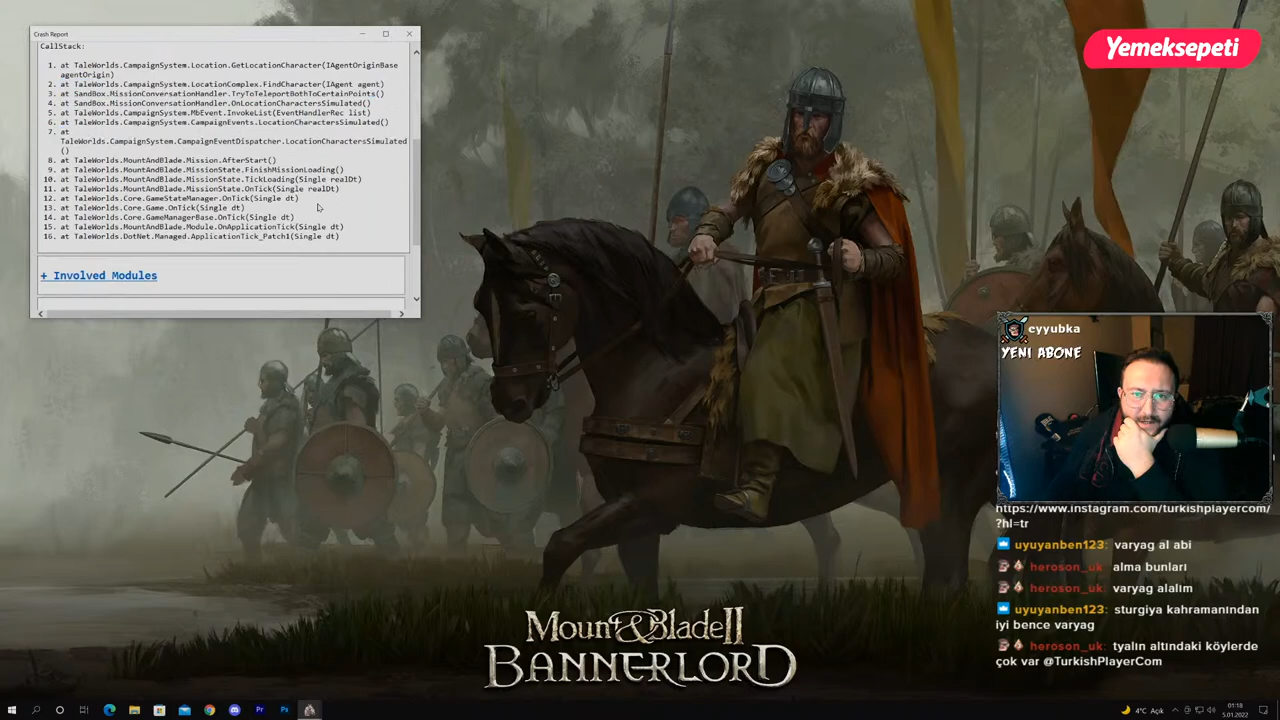 Crash Report
CallStack:
1. at TaleWorlds.CampaignSystem.Location.GetLocationCharacter(IAgentOriginBase
agentOrigin)
2. at TaleWorlds.CampaignSystem.LocationComplex.FindCharacter(IAgent agent)
3. at SandBox.MissionConversationHandler.TryToTeleportBothToCertainPoints()
4. at SandBox.MissionConversationHandler.OnLocationCharactersSimulated()
5. at TaleWorlds.CampaignSystem.MbEvent.InvokeList(EventHandlerRec list)
6. at TaleWorlds.CampaignSystem.CampaignEvents.LocationCharactersSimulated()
7. at
TaleWorlds.CampaignSystem.CampaignEventDispatcher.LocationCharactersSimulated
()
8. at TaleWorlds.MountAndBlade.Mission.AfterStart()
9. at TaleWorlds.MountAndBlade.MissionState.FinishMissionLoading()
10. at TaleWorlds.MountAndBlade.MissionState.TickLoading(Single realDt)
11. at TaleWorlds.MountAndBlade.MissionState.OnTick(Single realDt)
12. at TaleWorlds.Core.GameStateManager.OnTick(Single dt)
13. at TaleWorlds.Core.Game.OnTick(Single dt)
14. at TaleWorlds.Core.GameManagerBase.OnTick(Single dt)
15. at TaleWorlds.MountAndBlade.Module.OnApplicationTick(Single dt)
16. at TaleWorlds.DotNet.Managed.ApplicationTick_Patch1(Single dt)
+ Involved Modules
Yemeksepeti
eyyubka
YENI ABONE
https://www.instagram.com/turkishplayercom/
?hl=tr
uyuyanben123: varyag al abi
heroson_uk: alma bunları
heroson_uk: varyag alalım
uyuyanben123: sturgiya kahramanından
iyi bence varyag
heroson_uk: tyalın altındaki köylerde
çok var @TurkishPlayerCom
Mount & Blade II
BANNERLORD
Pr
Ps
4°C Açık
01:18
5.01.2022